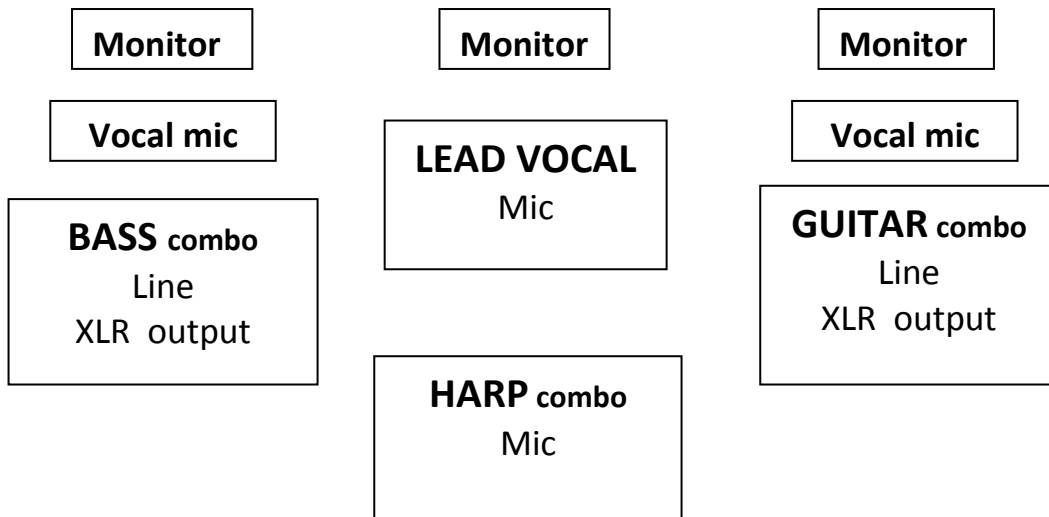 Monitor
Monitor
Monitor
Vocal mic
Vocal mic
LEAD VOCAL
Mic
BASS combo
Line
XLR output
GUITAR combo
Line
XLR output
HARP combo
Mic